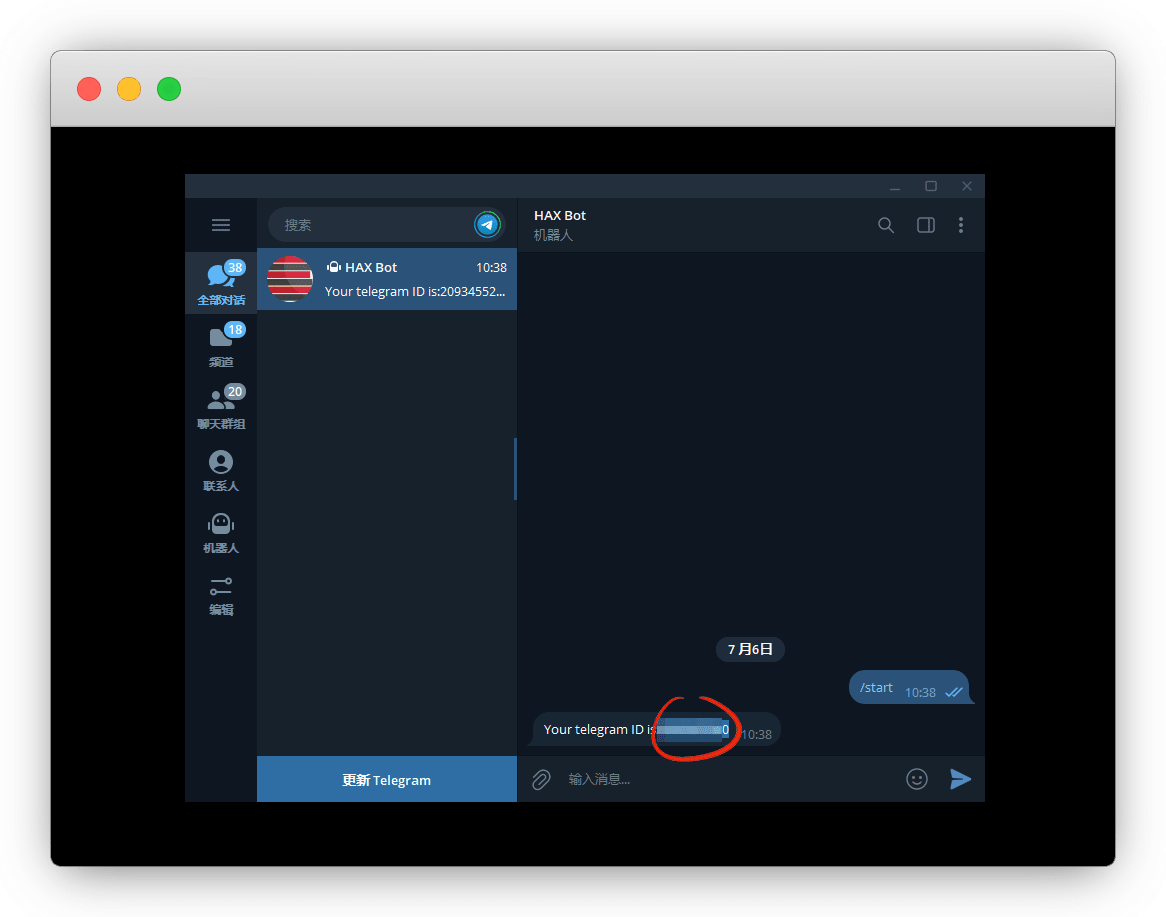 搜索
HAX Bot
机器人
38
全部对话
HAX Bot
10:38
Your telegram ID is:20934552...
18
频道
20
聊天群组
联系人
机器人
编辑
7 月6日
/start
10:38
Your telegram ID is
0
10:38
更新 Telegram
输入消息...